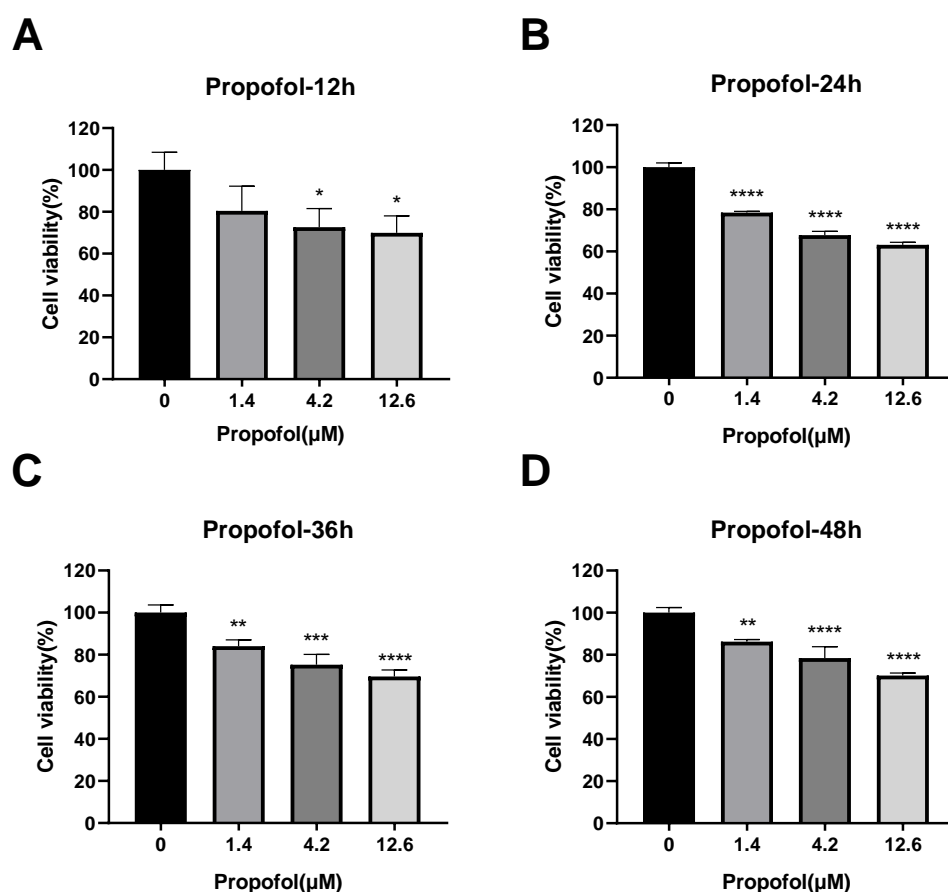 A
Propofol-12h
Cell viability(%)
120
100
80
60
40
20
0
*
*
0 1.4 4.2 12.6
Propofol(μM)
B
Propofol-24h
Cell viability(%)
120
100
80
60
40
20
0
****
****
****
0 1.4 4.2 12.6
Propofol(μM)
C
Propofol-36h
Cell viability(%)
120
100
80
60
40
20
0
**
***
****
0 1.4 4.2 12.6
Propofol(μM)
D
Propofol-48h
Cell viability(%)
120
100
80
60
40
20
0
**
****
****
0 1.4 4.2 12.6
Propofol(μM)